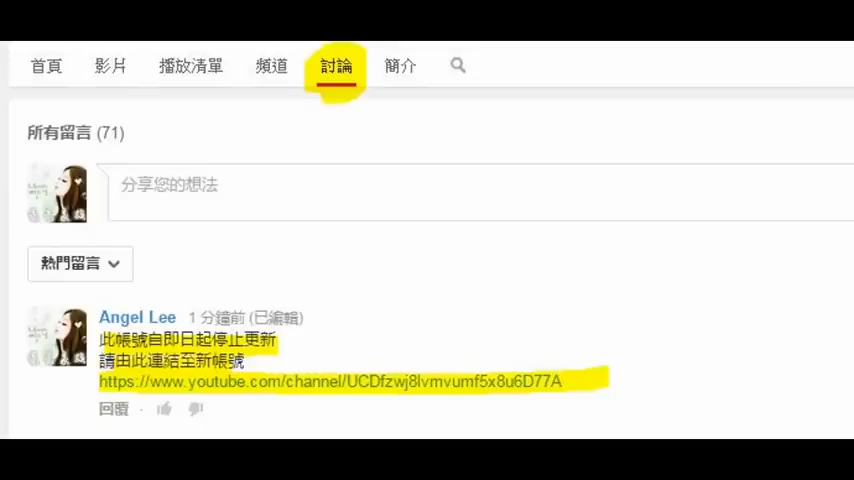 首頁 影片 播放清單 頻道 討論 簡介
所有留言 (71)
分享您的想法
熱門留言
Angel Lee 1 分鐘前 (已編輯)
此帳號自即日起停止更新
請由此連結至新帳號
https://www.youtube.com/channel/UCDfzwj8lvmvumf5x8u6D77A
回覆 ·